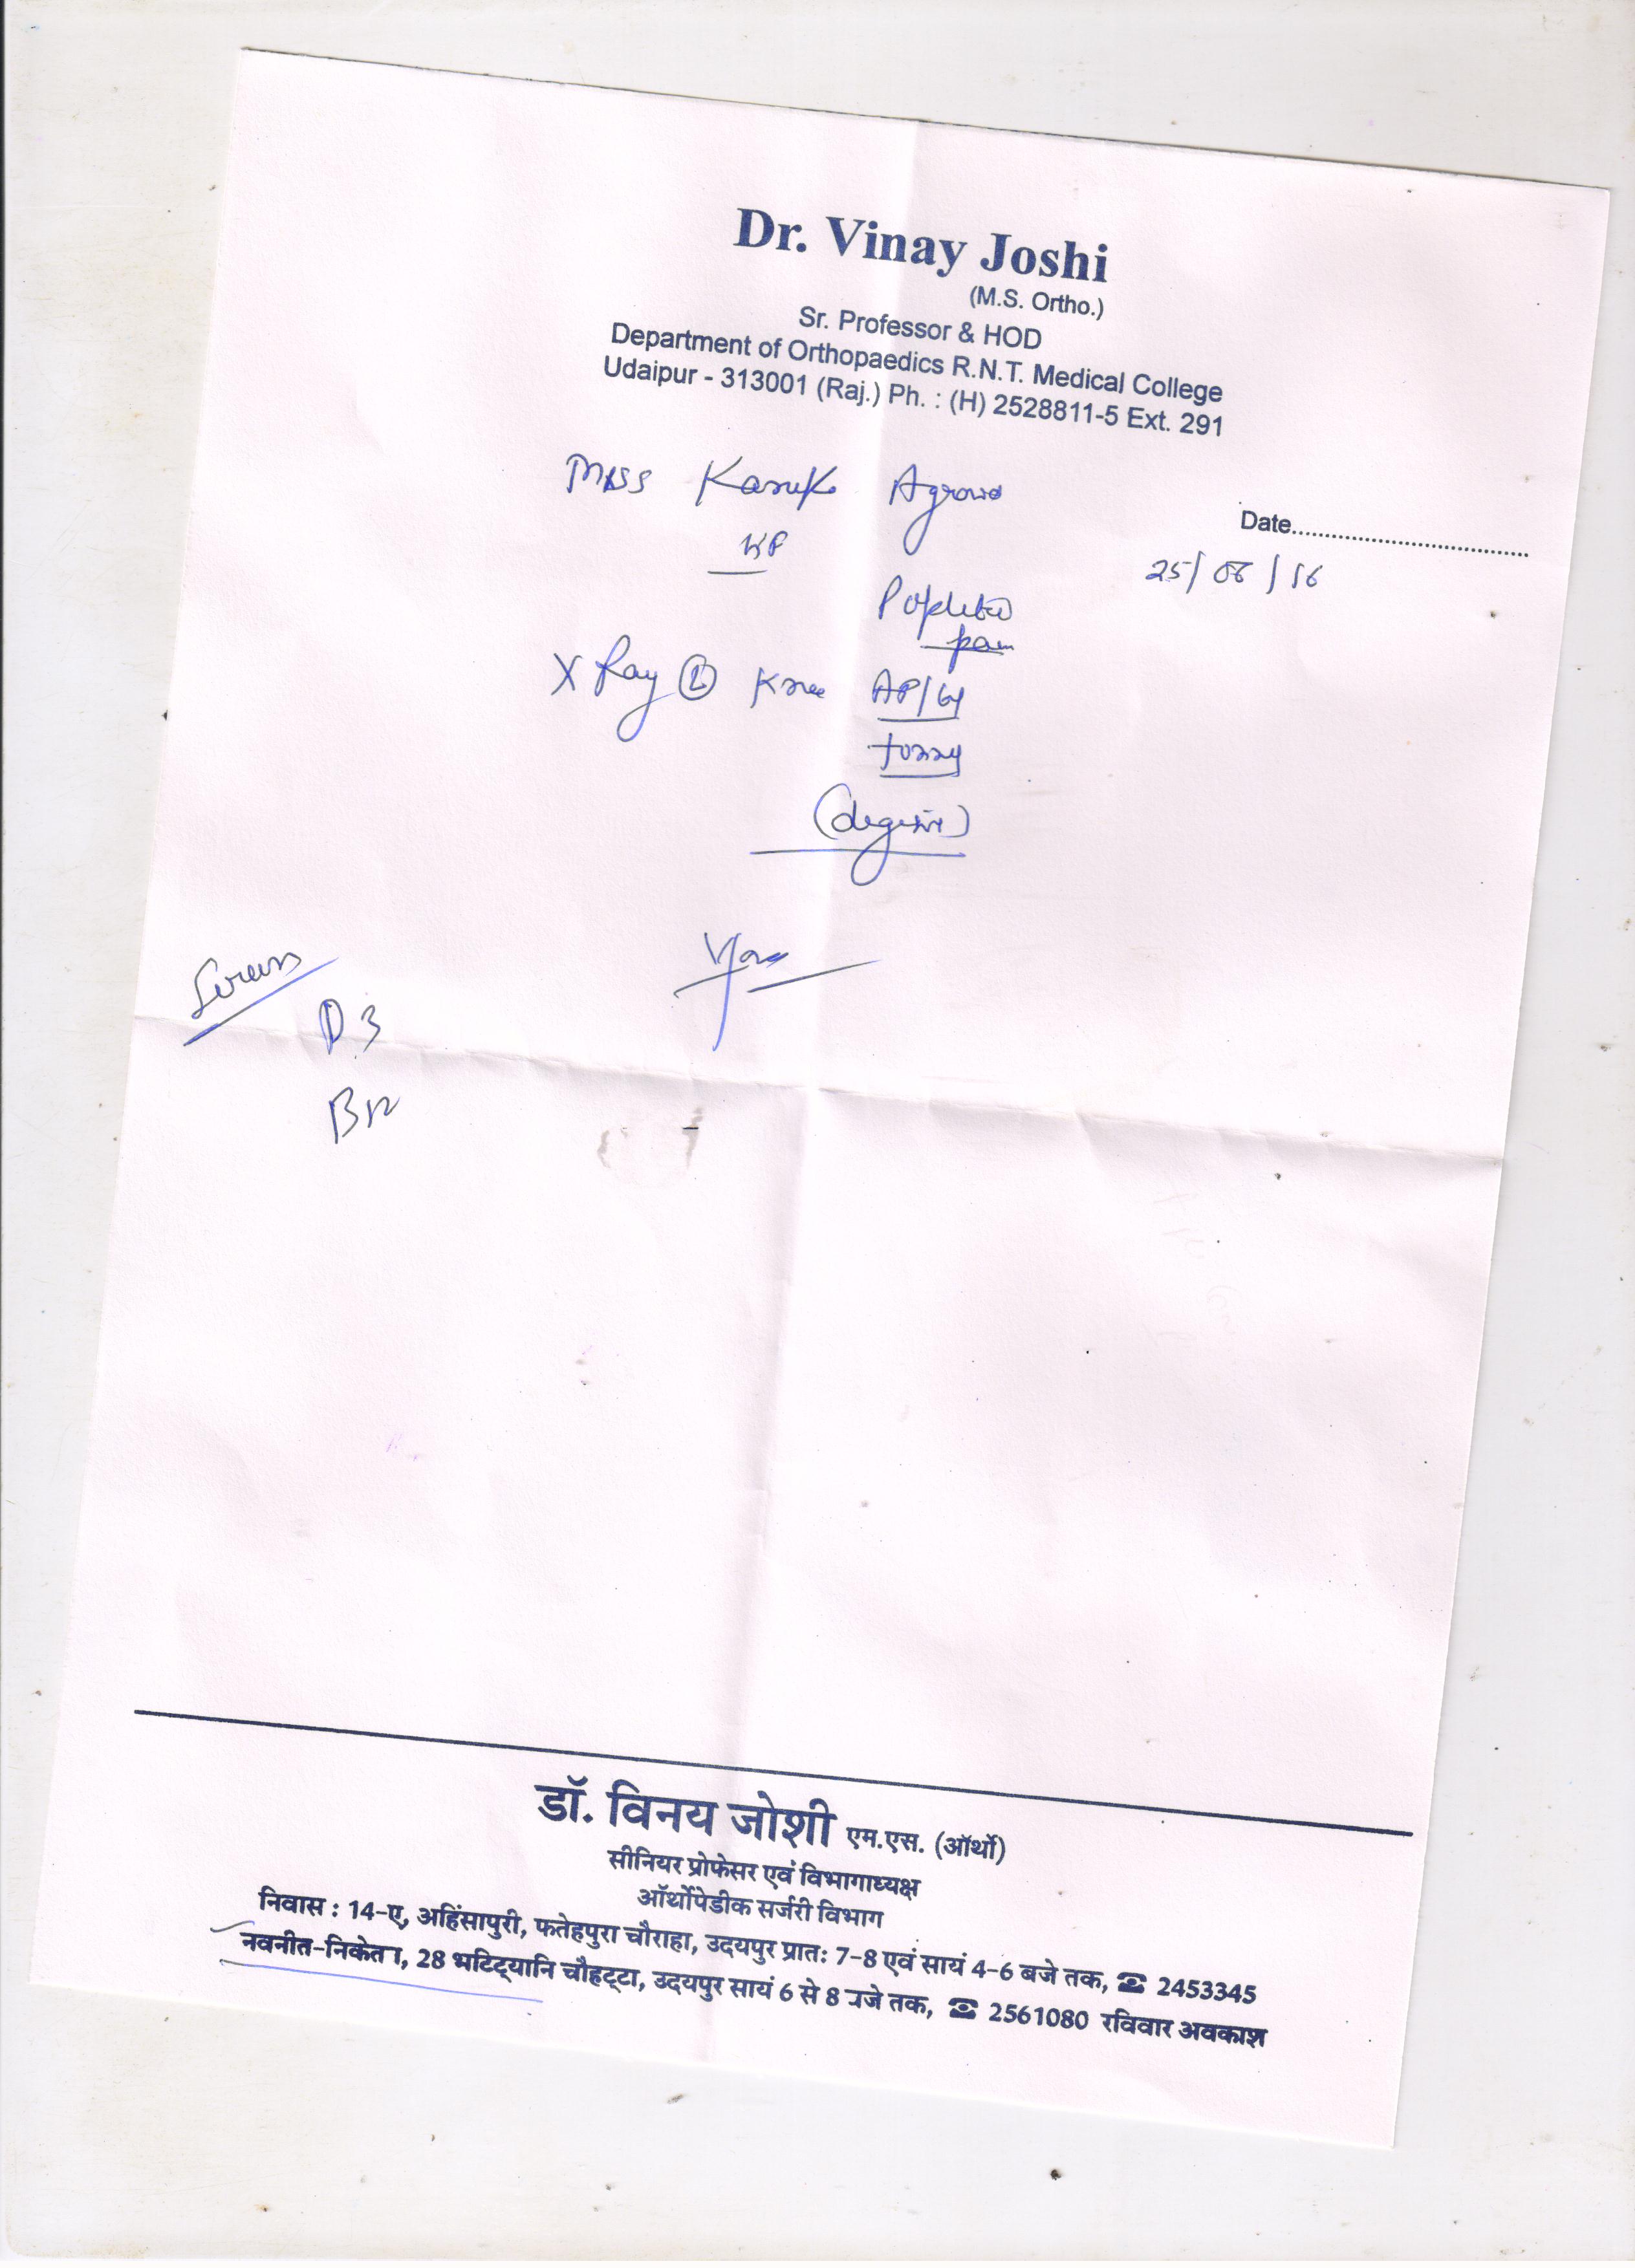 Dr. Vinay Joshi
(M.S. Ortho.)
Sr. Professor & HOD
Department of Orthopaedics R.N.T. Medical College
Udaipur - 313001 (Raj.) Ph. : (H) 2528811-5 Ext. 291
Miss
Date..................................
25/08/16
pain
X Ray (L) Knee AP/
Serum
D3
B12
डॉ. विनय जोशी एम.एस. (ऑर्थो)
सीनियर प्रोफेसर एवं विभागाध्यक्ष
ऑर्थोपेडीक सर्जरी विभाग
निवास : 14-ए, अहिंसापुरी, फतेहपुरा चौराहा, उदयपुर प्रात: 7-8 एवं सायं 4-6 बजे तक, ☎ 2453345
नवनीत-निकेतन, 28 भटिट्यानि चौहट्टा, उदयपुर सायं 6 से 8 बजे तक, ☎ 2561080 रविवार अवकाश